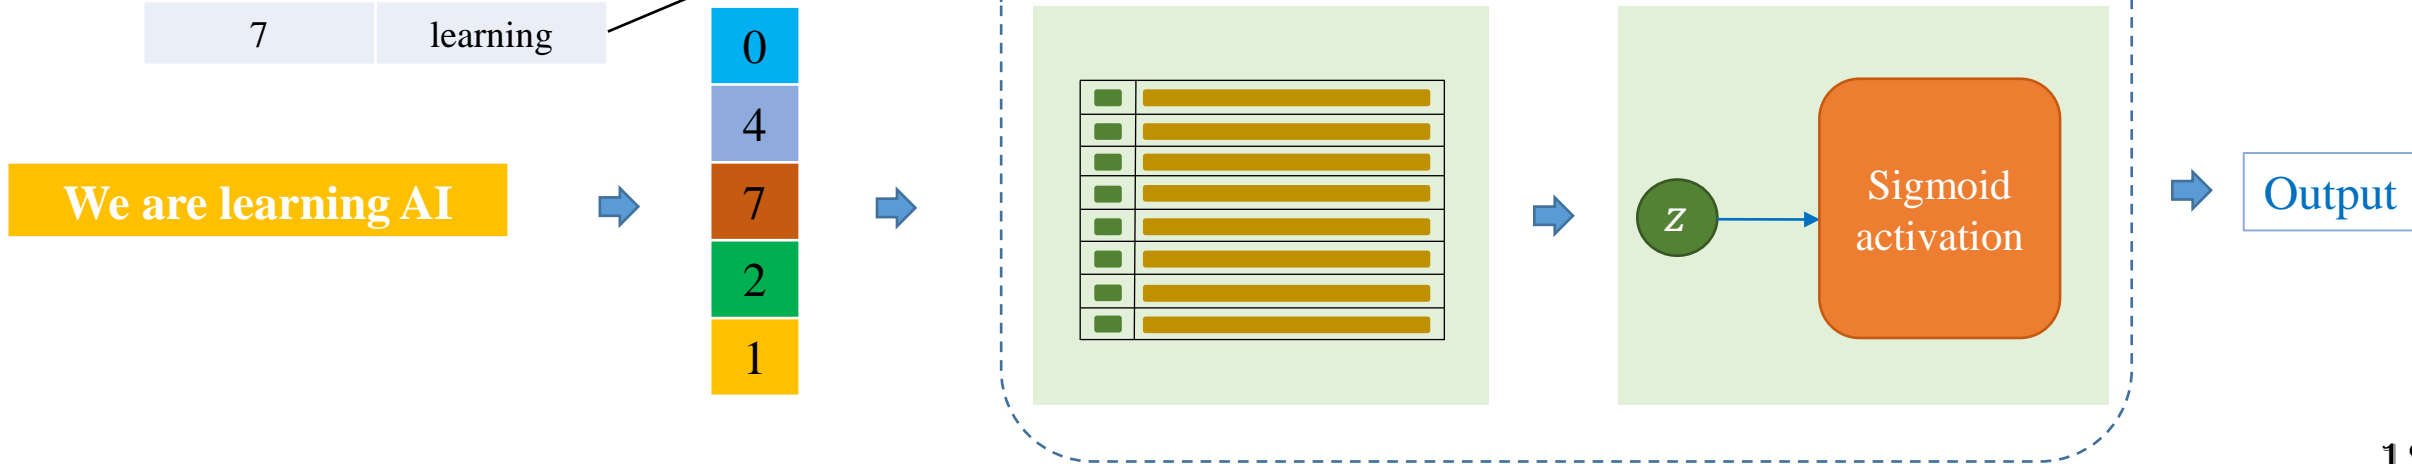 7 learning
0
4
7
2
1
We are learning AI
z
Sigmoid
activation
Output